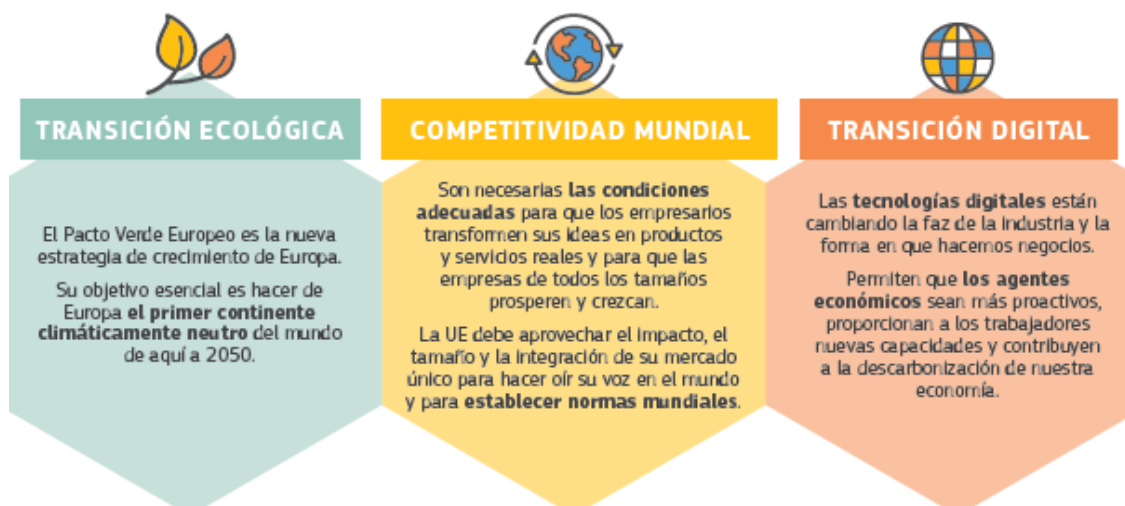 TRANSICIÓN ECOLÓGICA
El Pacto Verde Europeo es la nueva
estrategia de crecimiento de Europa.
Su objetivo esencial es hacer de
Europa el primer continente
climáticamente neutro del mundo
de aquí a 2050.
COMPETITIVIDAD MUNDIAL
Son necesarias las condiciones
adecuadas para que los empresarios
transformen sus ideas en productos
y servicios reales y para que las
empresas de todos los tamaños
prosperen y crezcan.
La UE debe aprovechar el impacto, el
tamaño y la integración de su mercado
único para hacer oír su voz en el mundo
y para establecer normas mundiales.
TRANSICIÓN DIGITAL
Las tecnologías digitales están
cambiando la faz de la industria y la
forma en que hacemos negocios.
Permiten que los agentes
económicos sean más proactivos,
proporcionan a los trabajadores
nuevas capacidades y contribuyen
a la descarbonización de nuestra
economía.